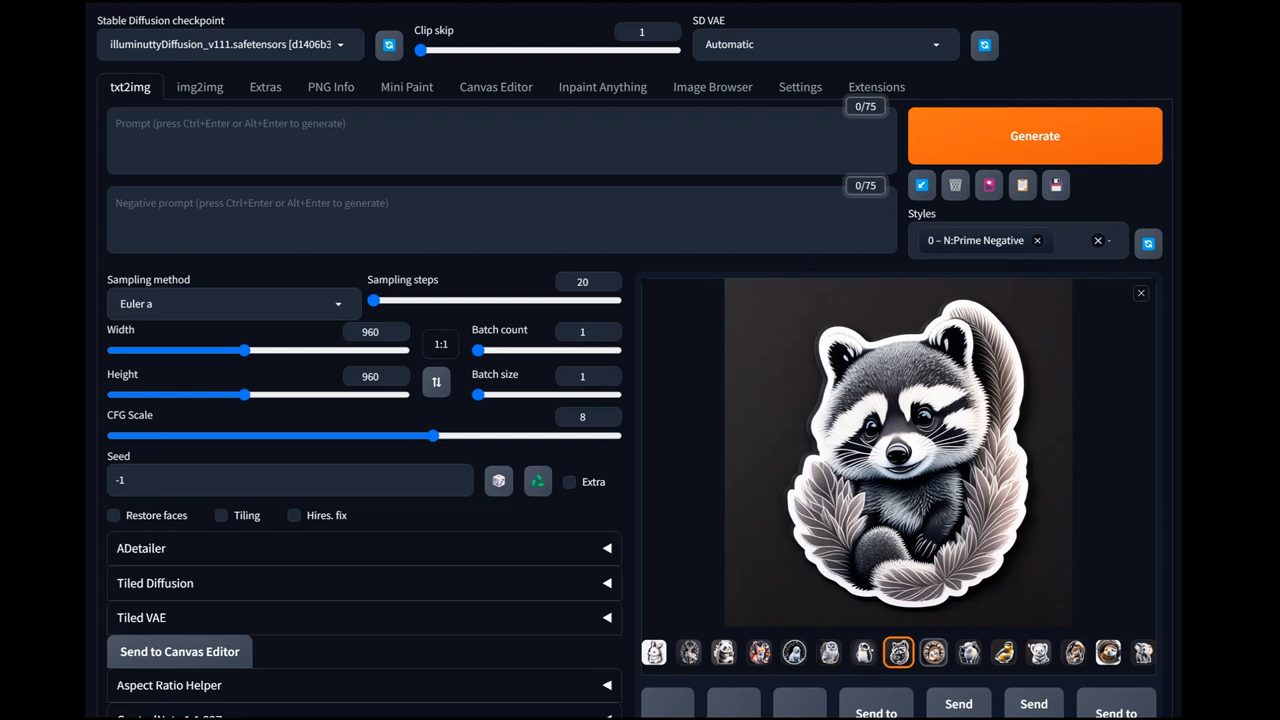 Stable Diffusion checkpoint
illuminuttyDiffusion_v111.safetensors [d1406b3
Clip skip
1
SD VAE
Automatic
txt2img
img2img
Extras
PNG Info
Mini Paint
Canvas Editor
Inpaint Anything
Image Browser
Settings
Extensions
Prompt (press Ctrl+Enter or Alt+Enter to generate)
0/75
Negative prompt (press Ctrl+Enter or Alt+Enter to generate)
0/75
Generate
Styles
0 – N:Prime Negative
Sampling method
Euler a
Sampling steps
20
Width
960
Height
960
1:1
Batch count
1
Batch size
1
CFG Scale
8
Seed
-1
Extra
Restore faces
Tiling
Hires. fix
ADetailer
Tiled Diffusion
Tiled VAE
Send to Canvas Editor
Aspect Ratio Helper
Send to
Send
Send
Send to